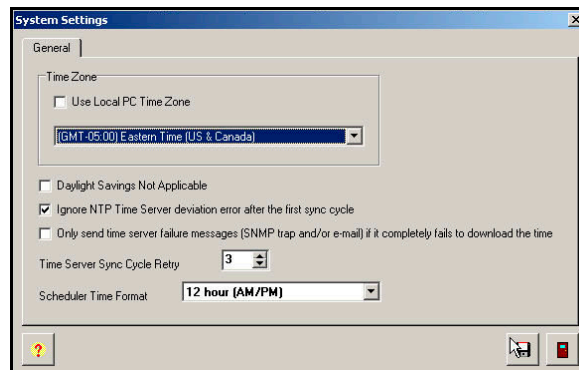 System Settings
General
Time Zone
Use Local PC Time Zone
(GMT-05:00) Eastern Time (US & Canada)
Daylight Savings Not Applicable
Ignore NTP Time Server deviation error after the first sync cycle
Only send time server failure messages (SNMP trap and/or e-mail) if it completely fails to download the time
Time Server Sync Cycle Retry 3
Scheduler Time Format 12 hour (AM/PM)
?